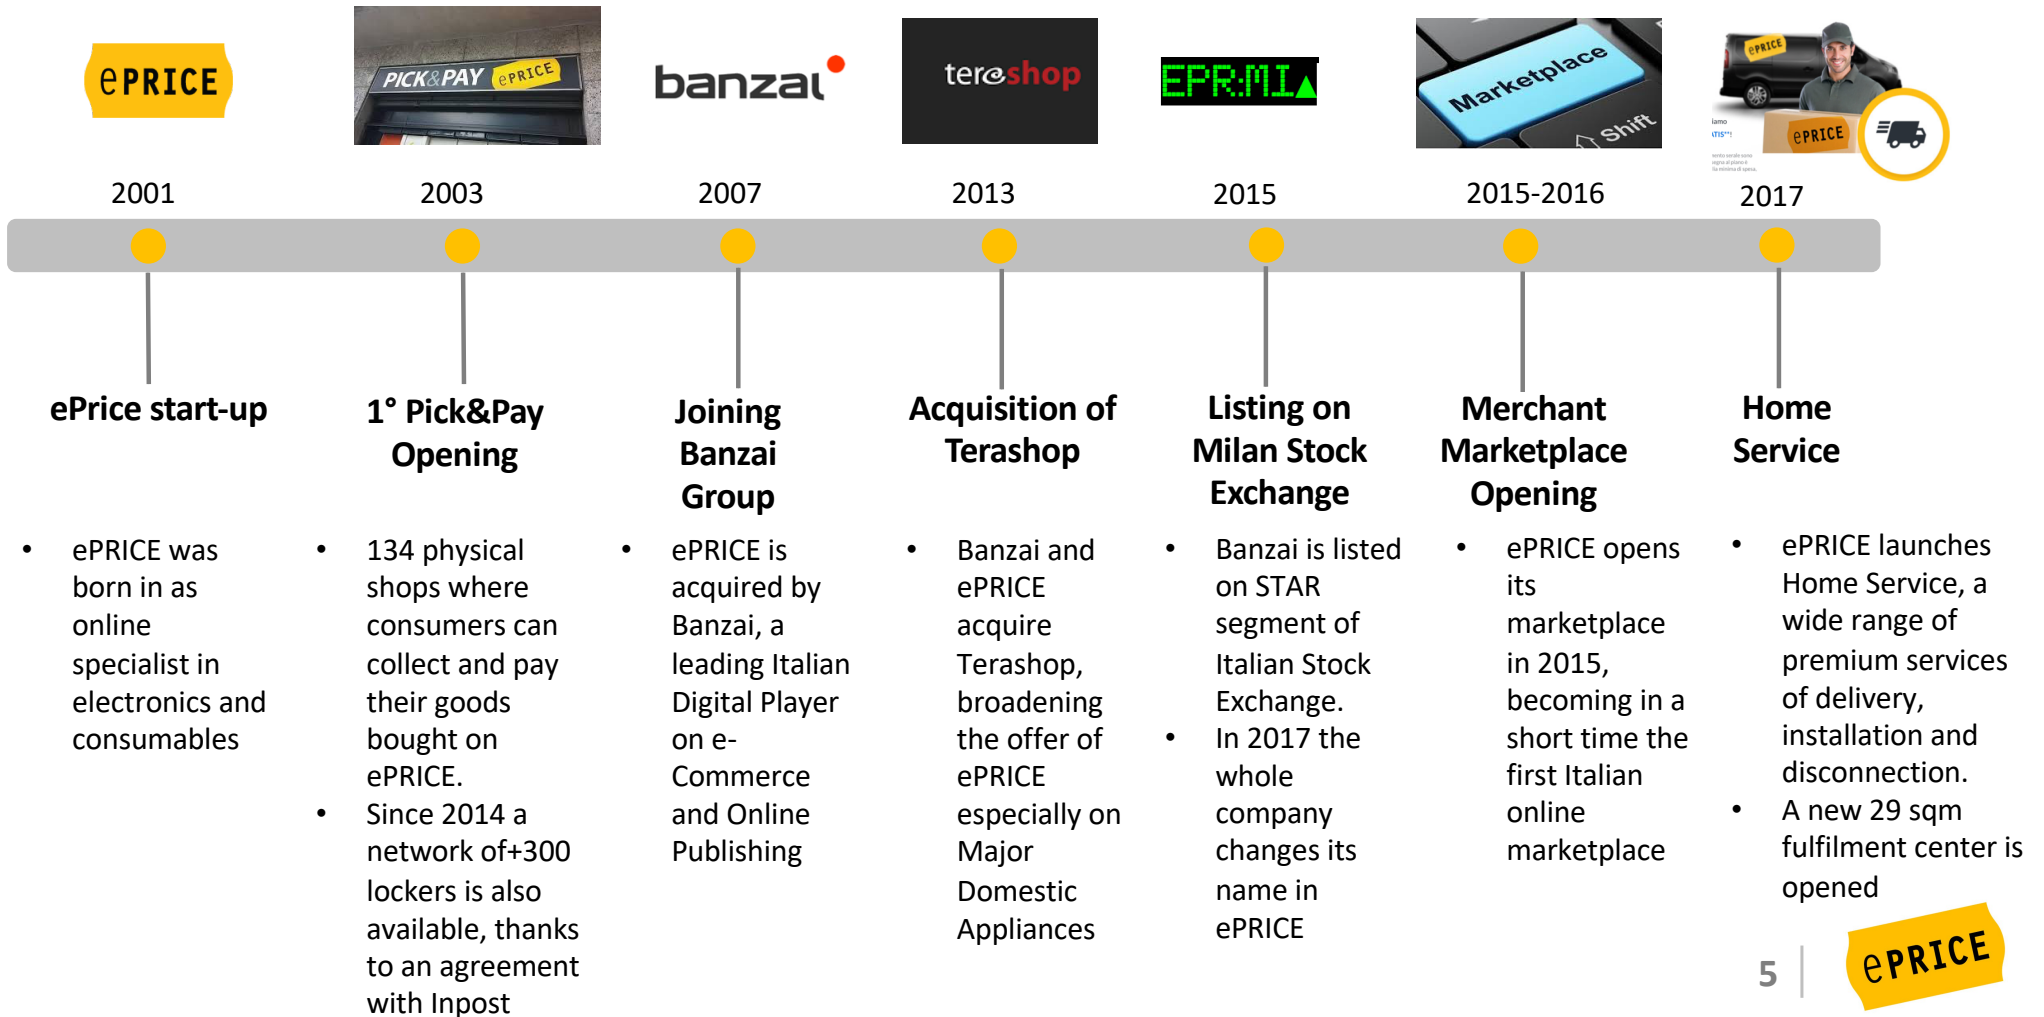 ePRICE
PICK&PAY ePRICE
banzai
terashop
EPR:MI▲
Marketplace
Shift
ePRICE
ePRICE
2001
2003
2007
2013
2015
2015-2016
2017
ePrice start-up
• ePRICE was
born in as
online
specialist in
electronics and
consumables
1° Pick&Pay
Opening
• 134 physical
shops where
consumers can
collect and pay
their goods
bought on
ePRICE.
• Since 2014 a
network of+300
lockers is also
available, thanks
to an agreement
with Inpost
Joining
Banzai
Group
• ePRICE is
acquired by
Banzai, a
leading Italian
Digital Player
on e-
Commerce
and Online
Publishing
Acquisition of
Terashop
• Banzai and
ePRICE
acquire
Terashop,
broadening
the offer of
ePRICE
especially on
Major
Domestic
Appliances
Listing on
Milan Stock
Exchange
• Banzai is listed
on STAR
segment of
Italian Stock
Exchange.
• In 2017 the
whole
company
changes its
name in
ePRICE
Merchant
Marketplace
Opening
• ePRICE opens
its
marketplace
in 2015,
becoming in a
short time the
first Italian
online
marketplace
Home
Service
• ePRICE launches
Home Service, a
wide range of
premium services
of delivery,
installation and
disconnection.
• A new 29 sqm
fulfilment center is
opened
5
ePRICE